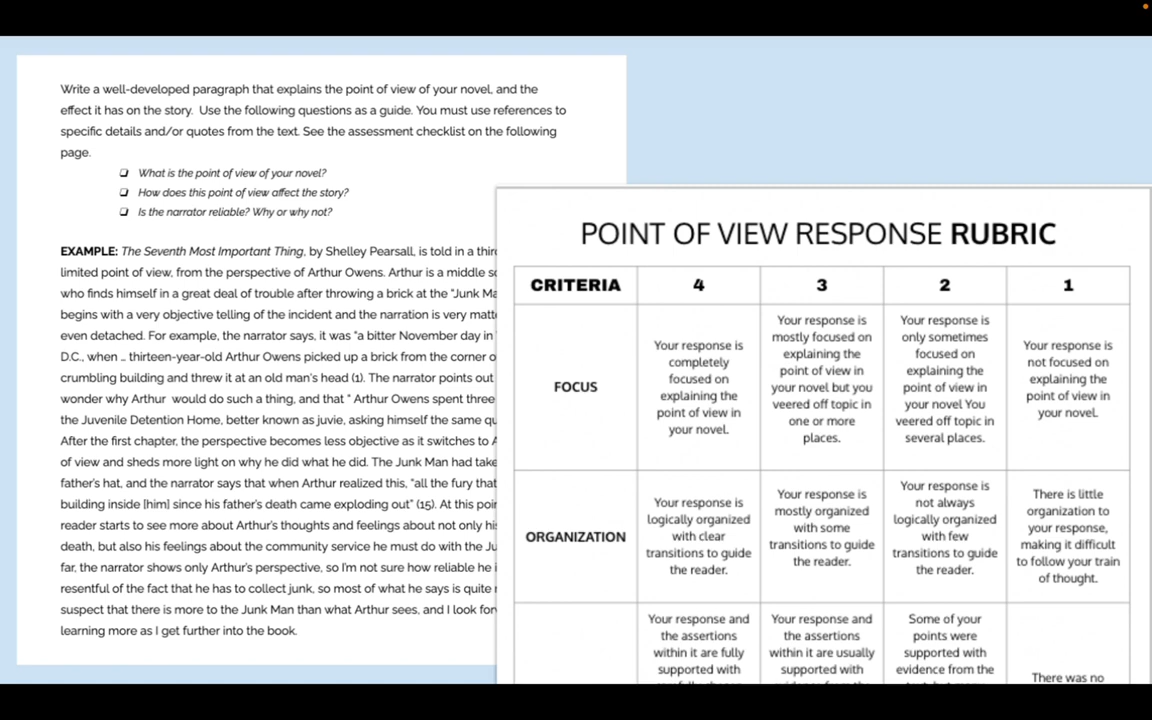 Write a well-developed paragraph that explains the point of view of your novel, and the
effect it has on the story. Use the following questions as a guide. You must use references to
specific details and/or quotes from the text. See the assessment checklist on the following
page.
❏ What is the point of view of your novel?
❏ How does this point of view affect the story?
❏ Is the narrator reliable? Why or why not?
EXAMPLE: The Seventh Most Important Thing, by Shelley Pearsall, is told in a third
limited point of view, from the perspective of Arthur Owens. Arthur is a middle
who finds himself in a great deal of trouble after throwing a brick at the "Junk
begins with a very objective telling of the incident and the narration is very
even detached. For example, the narrator says, it was "a bitter November day in
D.C., when .. thirteen-year-old Arthur Owens picked up a brick from the corner
crumbling building and threw it at an old man's head (1). The narrator points out
wonder why Arthur would do such a thing, and that " Arthur Owens spent three
the Juvenile Detention Home, better known as juvie, asking himself the same
After the first chapter, the perspective becomes less objective as it switches to
of view and sheds more light on why he did what he did. The Junk Man had
father's hat, and the narrator says that when Arthur realized this, "all the fury that
building inside [him] since his father's death came exploding out" (15). At this
reader starts to see more about Arthur's thoughts and feelings about not only
death, but also his feelings about the community service he must do with the
far, the narrator shows only Arthur's perspective, so I'm not sure how reliable he
resentful of the fact that he has to collect junk, so most of what he says is quite
suspect that there is more to the Junk Man than what Arthur sees, and I look
learning more as I get further into the book.
POINT OF VIEW RESPONSE RUBRIC
CRITERIA 4 3 2 1
FOCUS
Your response is
completely
focused on
explaining the
point of view in
your novel.
Your response is
mostly focused on
explaining the
point of view in
your novel but you
veered off topic in
one or more
places.
Your response is
only sometimes
focused on
explaining the
point of view in
your novel You
veered off topic in
several places.
Your response is
not focused on
explaining the
point of view in
your novel.
ORGANIZATION
Your response is
logically organized
with clear
transitions to guide
the reader.
Your response is
mostly organized
with some
transitions to guide
the reader.
Your response is
not always
logically organized
with few
transitions to guide
the reader.
There is little
organization to
your response,
making it difficult
to follow your train
of thought.
Your response and
the assertions
within it are fully
supported with
Your response and
the assertions
within it are usually
supported with
Some of your
points were
supported with
evidence from the
There was no